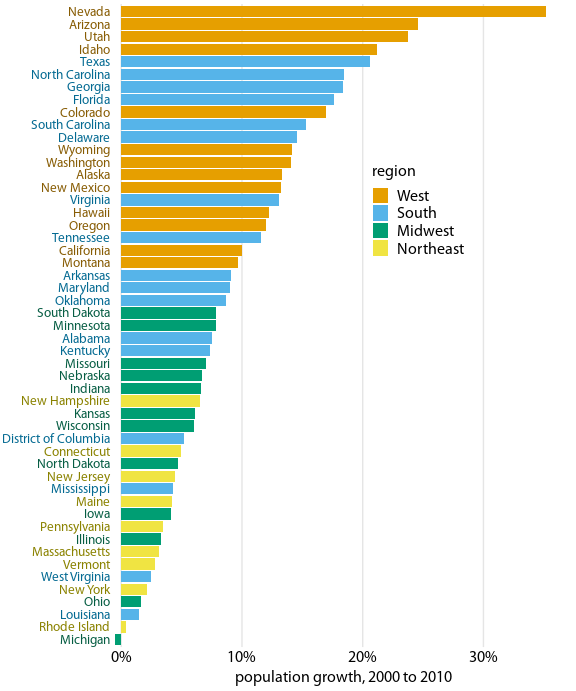 Nevada
Arizona
Utah
Idaho
Texas
North Carolina
Georgia
Florida
Colorado
South Carolina
Delaware
Wyoming
Washington
Alaska
New Mexico
Virginia
Hawaii
Oregon
Tennessee
California
Montana
Arkansas
Maryland
Oklahoma
South Dakota
Minnesota
Alabama
Kentucky
Missouri
Nebraska
Indiana
New Hampshire
Kansas
Wisconsin
District of Columbia
Connecticut
North Dakota
New Jersey
Mississippi
Maine
Iowa
Pennsylvania
Illinois
Massachusetts
Vermont
West Virginia
New York
Ohio
Louisiana
Rhode Island
Michigan
region
West
South
Midwest
Northeast
0% 10% 20% 30%
population growth, 2000 to 2010